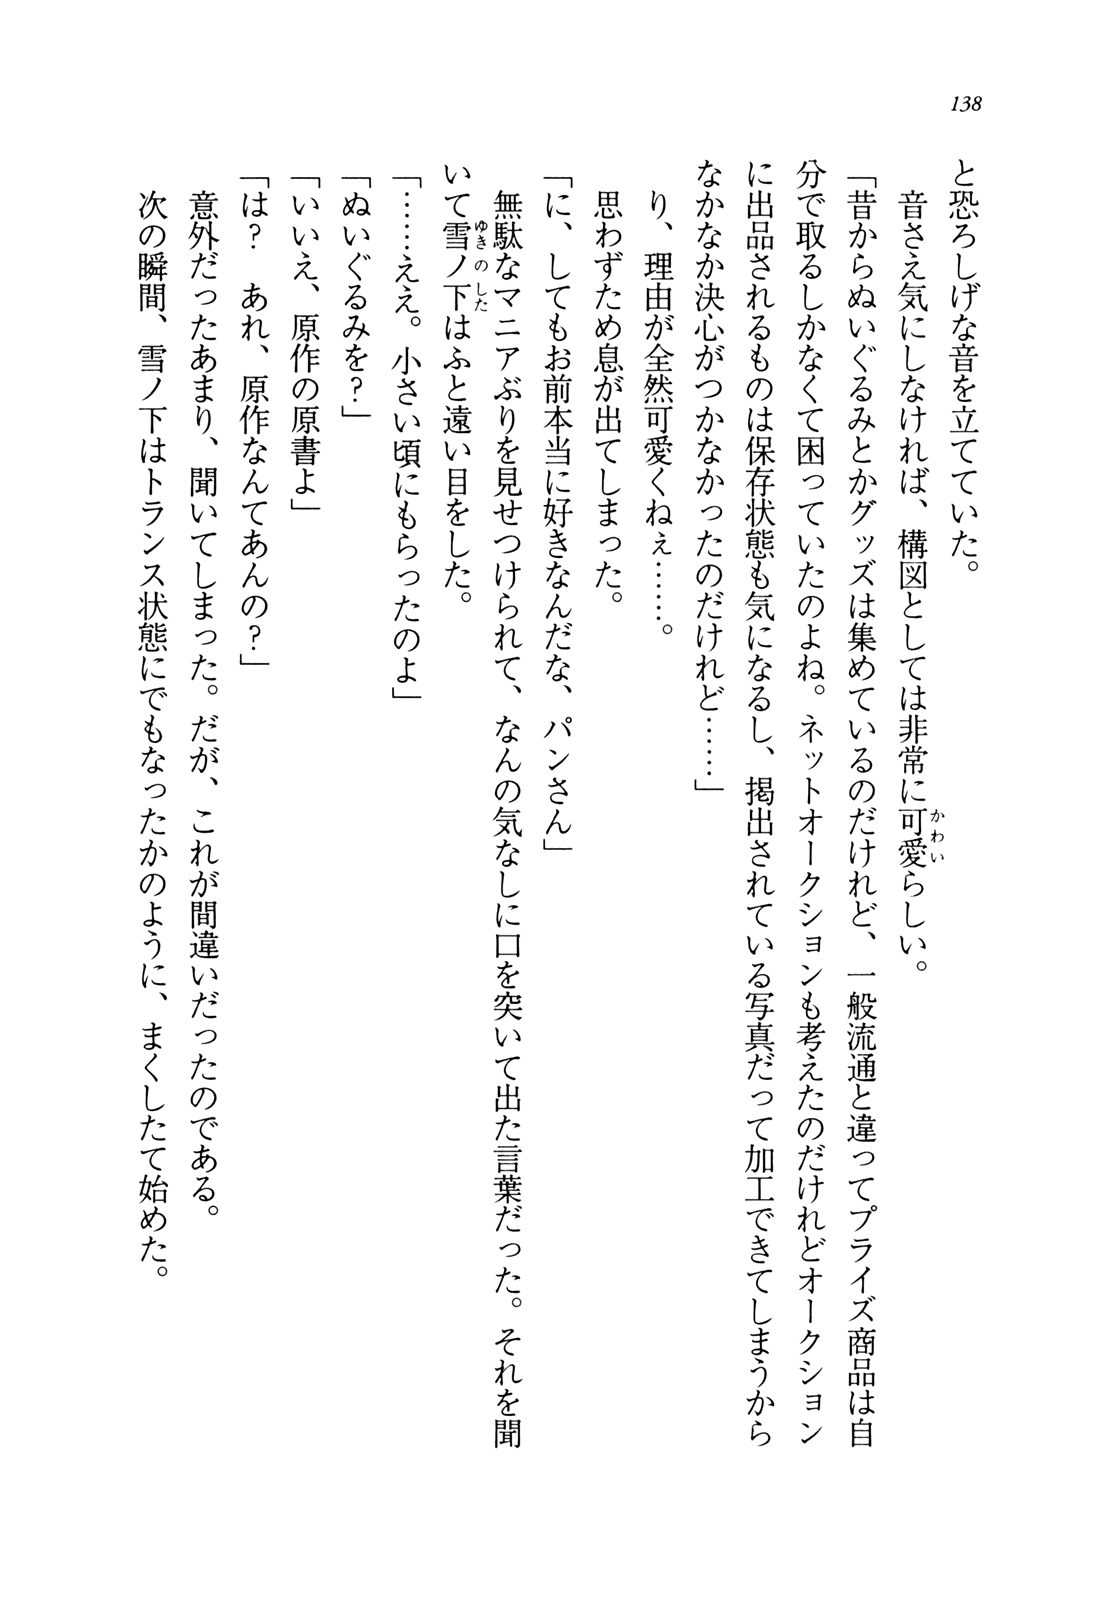 138
と恐ろしげな音を立てていた。
　音さえ気にしなければ、構図としては非常に可愛らしい。
「昔からぬいぐるみとかグッズは集めているのだけれど、一般流通と違ってプライズ商品は自
分で取るしかなくて困っていたのよね。ネットオークションも考えたのだけれどオークション
に出品されるものは保存状態も気になるし、掲出されている写真だって加工できてしまうから
なかなか決心がつかなかったのだけれど……」
　り、理由が全然可愛くねぇ……。
　思わずため息が出てしまった。
「に、してもお前本当に好きなんだな、パンさん」
　無駄なマニアぶりを見せつけられて、なんの気なしに口を突いて出た言葉だった。それを聞
いて雪ノ下はふと遠い目をした。
「……ええ。小さい頃にもらったのよ」
「ぬいぐるみを？」
「いいえ、原作の原書よ」
「は？　あれ、原作なんてあんの？」
　意外だったあまり、聞いてしまった。だが、これが間違いだったのである。
　次の瞬間、雪ノ下はトランス状態にでもなったかのように、まくしたて始めた。
かわい
ゆきのした